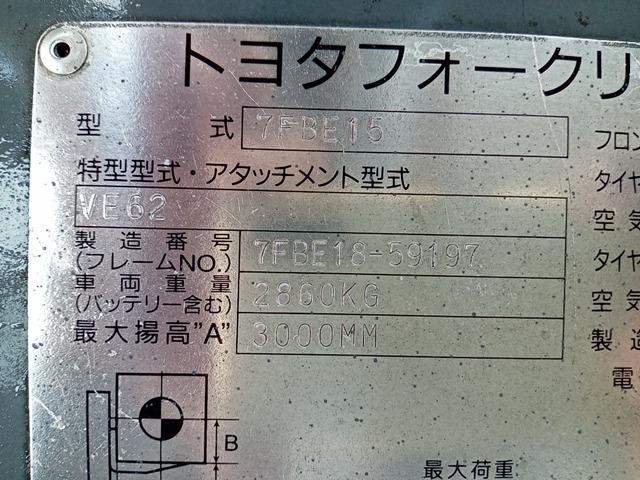 トヨタフォークリ
型 式 7FBE15
特型型式・アタッチメント型式
VE62
製造番号
(フレームNO.) 7FBE18-59197
車両重量
(バッテリー含む) 2860KG
最大揚高"A" 3000MM
フロン
タイヤ
空気
タイヤ
空気
製造
電
B
最大荷重